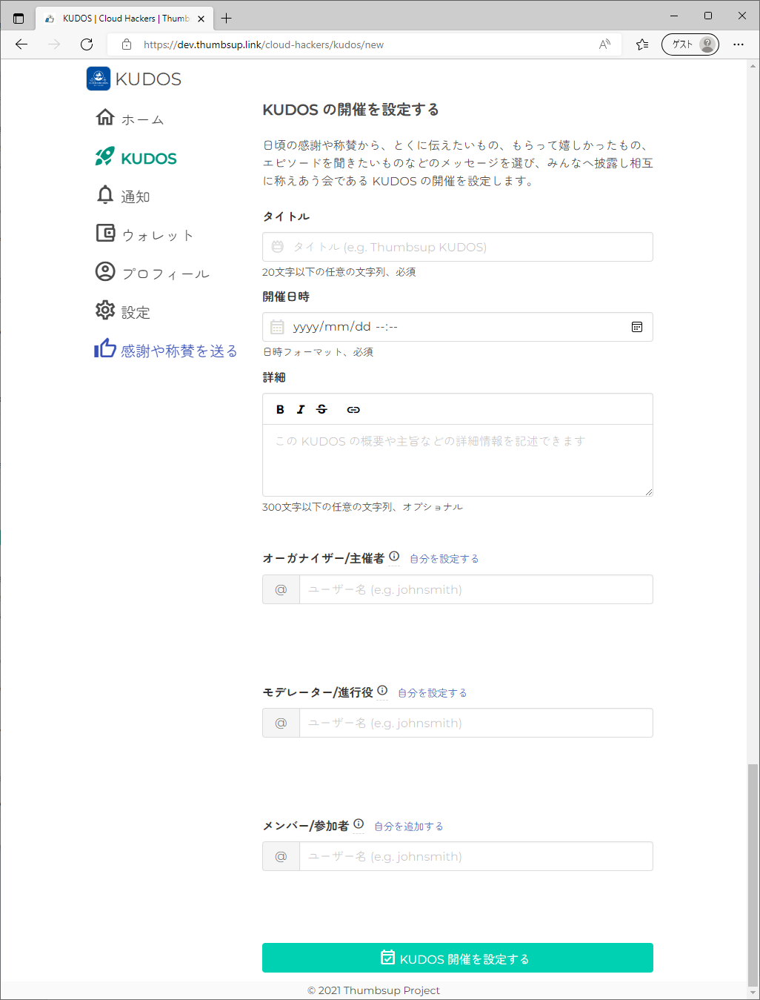 KUDOS | Cloud Hackers | Thumb
https://dev.thumbsup.link/cloud-hackers/kudos/new
ゲスト
KUDOS
ホーム
KUDOS
通知
ウォレット
プロフィール
設定
感謝や称賛を送る
KUDOS の開催を設定する
日頃の感謝や称賛から、とくに伝えたいもの、もらって嬉しかったもの、
エピソードを聞きたいものなどのメッセージを選び、みんなへ披露し相互
に称えあう会である KUDOS の開催を設定します。
タイトル
タイトル (e.g. Thumbsup KUDOS)
20文字以下の任意の文字列、必須
開催日時
yyyy/mm/dd --:--
日時フォーマット、必須
詳細
B I S
この KUDOS の概要や主旨などの詳細情報を記述できます
300文字以下の任意の文字列、オプショナル
オーガナイザー/主催者 自分を設定する
@ ユーザー名 (e.g. johnsmith)
モデレーター/進行役 自分を設定する
@ ユーザー名 (e.g. johnsmith)
メンバー/参加者 自分を追加する
@ ユーザー名 (e.g. johnsmith)
KUDOS 開催を設定する
© 2021 Thumbsup Project